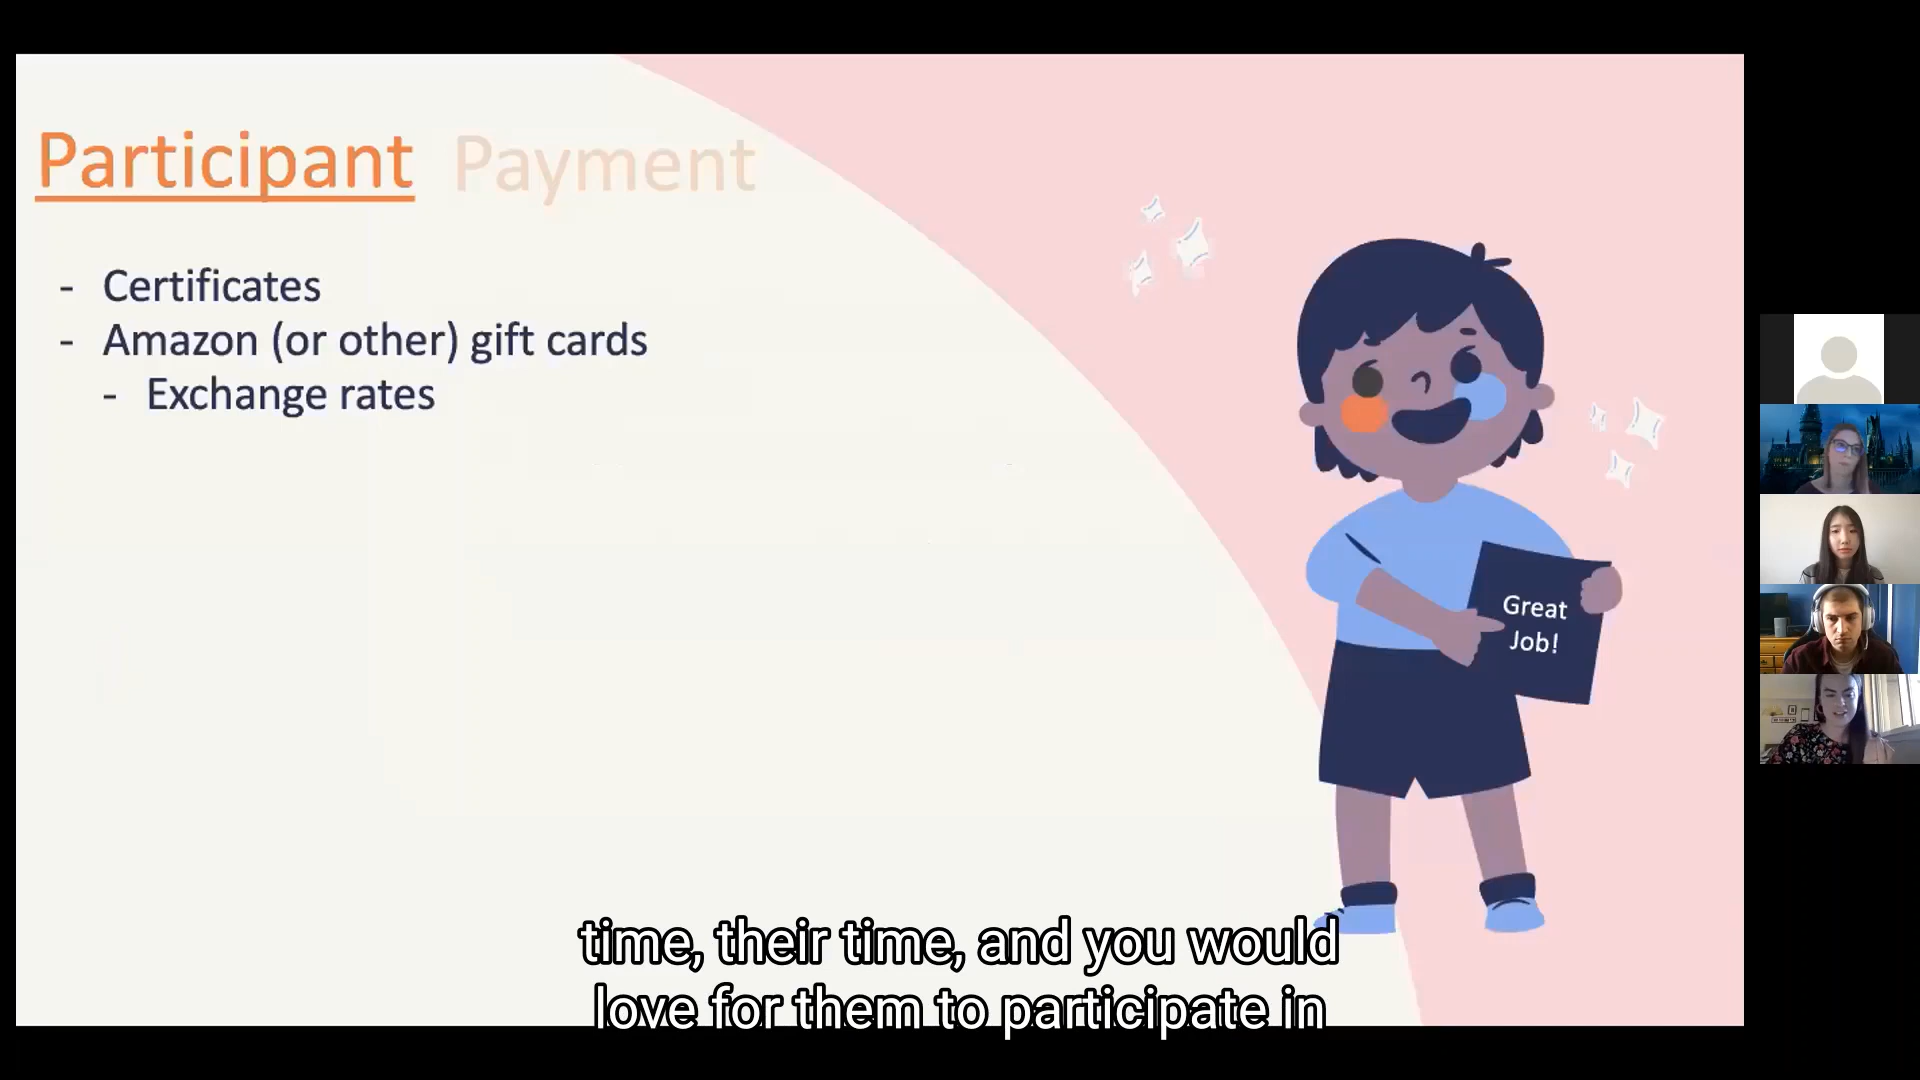 Participant Payment
- Certificates
- Amazon (or other) gift cards
- Exchange rates
Great
Job!
time, their time, and you would
love for them to participate in